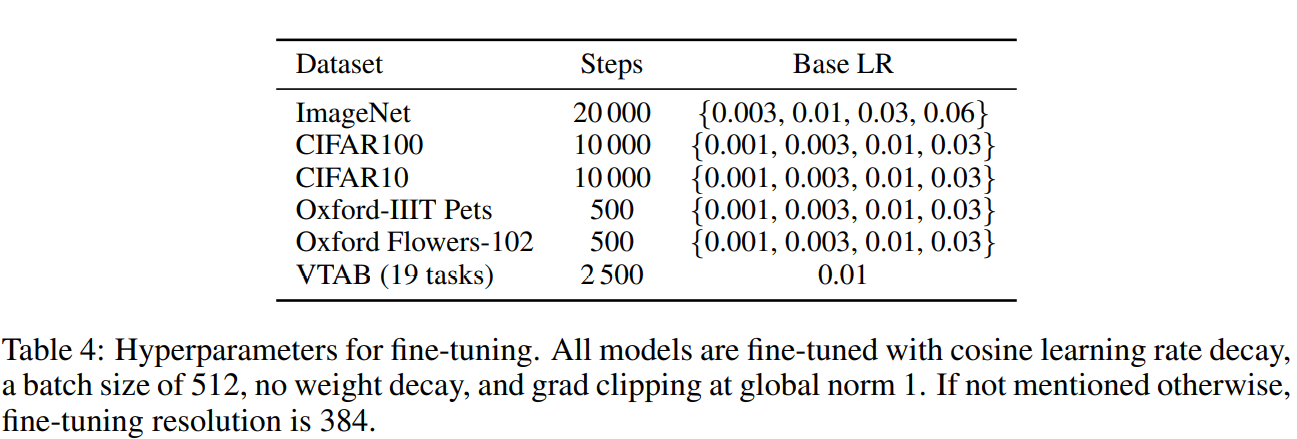 Dataset Steps Base LR
ImageNet 20 000 {0.003, 0.01, 0.03, 0.06}
CIFAR100 10 000 {0.001, 0.003, 0.01, 0.03}
CIFAR10 10 000 {0.001, 0.003, 0.01, 0.03}
Oxford-IIIT Pets 500 {0.001, 0.003, 0.01, 0.03}
Oxford Flowers-102 500 {0.001, 0.003, 0.01, 0.03}
VTAB (19 tasks) 2 500 0.01
Table 4: Hyperparameters for fine-tuning. All models are fine-tuned with cosine learning rate decay,
a batch size of 512, no weight decay, and grad clipping at global norm 1. If not mentioned otherwise,
fine-tuning resolution is 384.